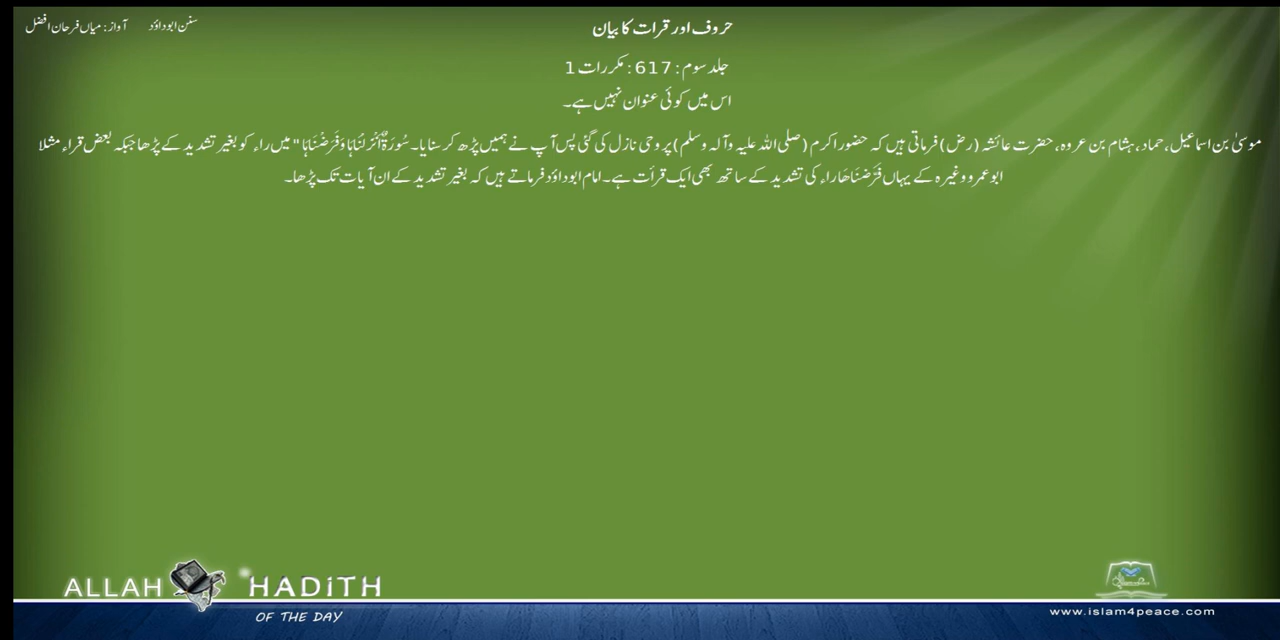 سنن ابوداؤد آواز: میاں فرحان افضل
حروف اور قرات کا بیان
جلد سوم : 617 : مکررات 1
اس میں کوئی عنوان نہیں ہے۔
موسیٰ بن اسماعیل، حماد، ہشام بن عروہ، حضرت عائشہ (رض) فرماتی ہیں کہ حضور اکرم (صلی اللہ علیہ وآلہ وسلم) پر وحی نازل کی گئی پس آپ نے ہمیں پڑھ کر سنایا۔ سُورَۃٌ اَنْزَلْنٰہَا وَفَرَضْنٰہَا " میں راء کو بغیر تشدید کے پڑھا جبکہ بعض قراء مثلا
ابوعمرو وغیرہ کے یہاں فَرَّضنَاھَا راء کی تشدید کے ساتھ بھی ایک قرأت ہے۔ امام ابوداؤد فرماتے ہیں کہ بغیر تشدید کے ان آیات تک پڑھا۔
ALLAH HADITH
OF THE DAY
www.islam4peace.com